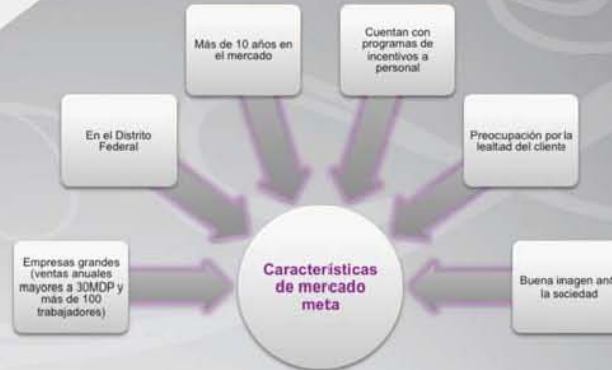 Más de 10 años en
el mercado
Cuentan con
programas de
incentivos a
personal
En el Distrito
Federal
Preocupación por la
lealtad del cliente
Empresas grandes
(ventas anuales
mayores a 30MDP y
más de 100
trabajadores)
Características
de mercado
meta
Buena imagen ant
la sociedad